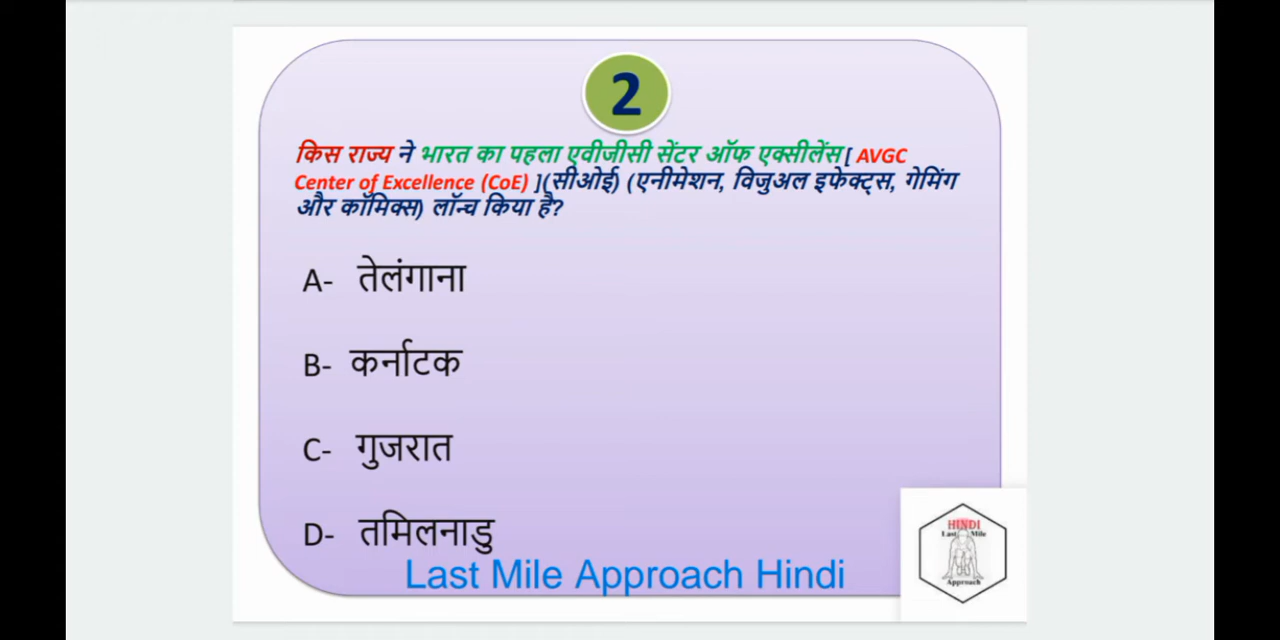 2
किस राज्य ने भारत का पहला एवीजीसी सेंटर ऑफ एक्सीलेंस[ AVGC
Center of Excellence (CoE) ](सीओई) (एनीमेशन, विजुअल इफेक्ट्स, गेमिंग
और कॉमिक्स) लॉन्च किया है?
A- तेलंगाना
B- कर्नाटक
C- गुजरात
D- तमिलनाडु
Last Mile Approach Hindi
HINDI
Last Mile
Approach